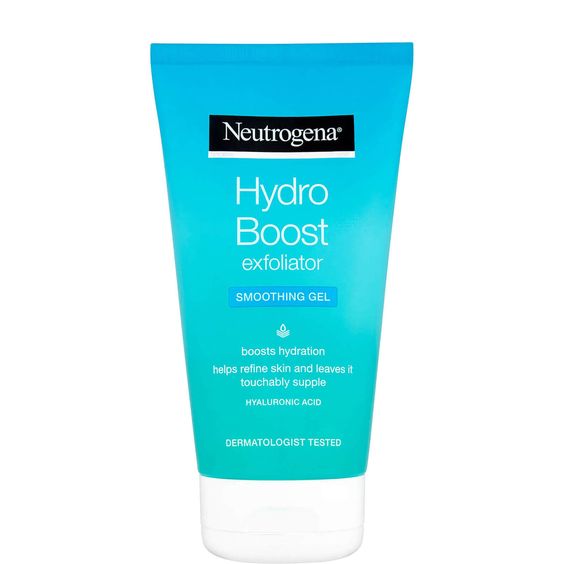 Neutrogena®
Hydro
Boost
exfoliator
SMOOTHING GEL
boosts hydration
helps refine skin and leaves it
touchably supple
HYALURONIC ACID
DERMATOLOGIST TESTED